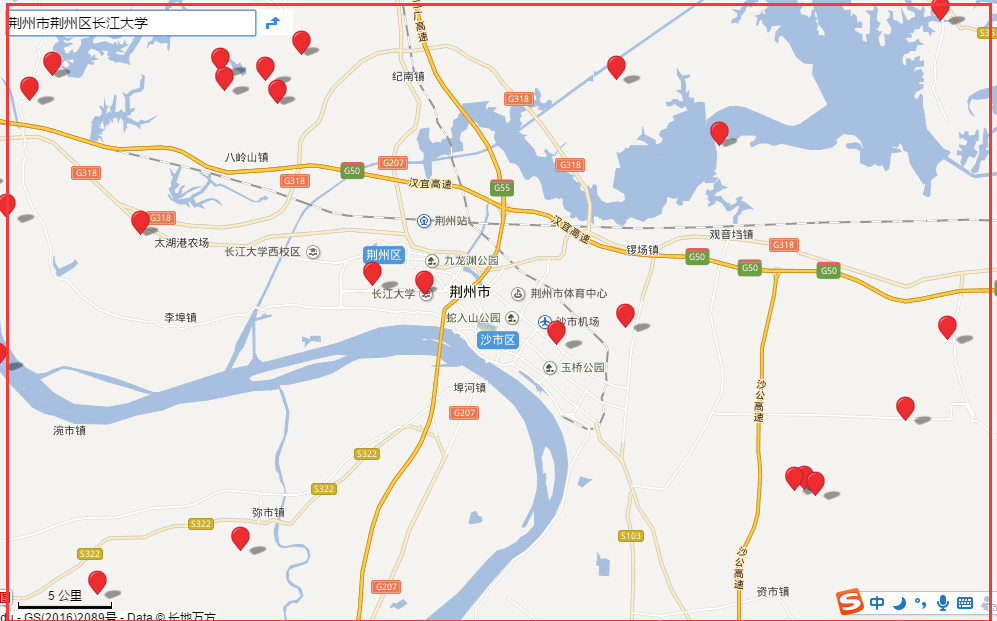 荆州市荆州区长江大学
二广高速
S3
纪南镇
G318
八岭山镇
G207
G318
G318
G50
G318
汉宜高速
G55
G318
荆州站
汉宜高速
观音垱镇
太湖港农场
长江大学西校区
荆州区
九龙渊公园
锣场镇
G318
G50
G50
G50
长江大学
荆州市
荆州市体育中心
李埠镇
蛇入山公园
沙市机场
沙市区
玉桥公园
埠河镇
沙公高速
G207
涴市镇
S322
S322
弥市镇
S322
S103
S322
沙公高速
G207
资市镇
5 公里
中
du - GS(2016)2089号 - Data © 长地万方